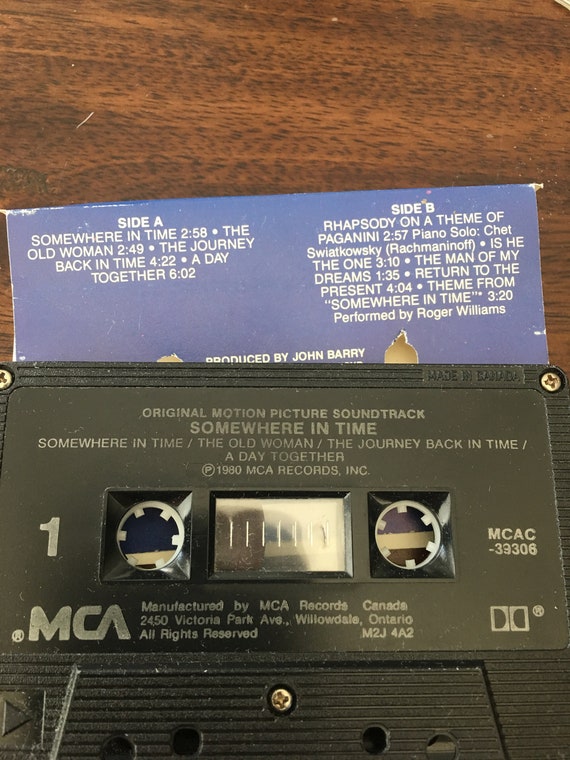 SIDE A
SOMEWHERE IN TIME 2:58 • THE
OLD WOMAN 2:49 • THE JOURNEY
BACK IN TIME 4:22 • A DAY
TOGETHER 6:02
SIDE B
RHAPSODY ON A THEME OF
PAGANINI 2:57 Piano Solo: Chet
Swiatkowsky (Rachmaninoff) • IS HE
THE ONE 3:10 • THE MAN OF MY
DREAMS 1:35 • RETURN TO THE
PRESENT 4:04 • THEME FROM
"SOMEWHERE IN TIME"* 3:20
Performed by Roger Williams
PRODUCED BY JOHN BARRY
MADE IN CANADA
ORIGINAL MOTION PICTURE SOUNDTRACK
SOMEWHERE IN TIME
SOMEWHERE IN TIME / THE OLD WOMAN / THE JOURNEY BACK IN TIME /
A DAY TOGETHER
℗1980 MCA RECORDS, INC.
1
MCAC
-39306
®MCA
Manufactured by MCA Records Canada
2450 Victoria Park Ave., Willowdale, Ontario
All Rights Reserved M2J 4A2
®